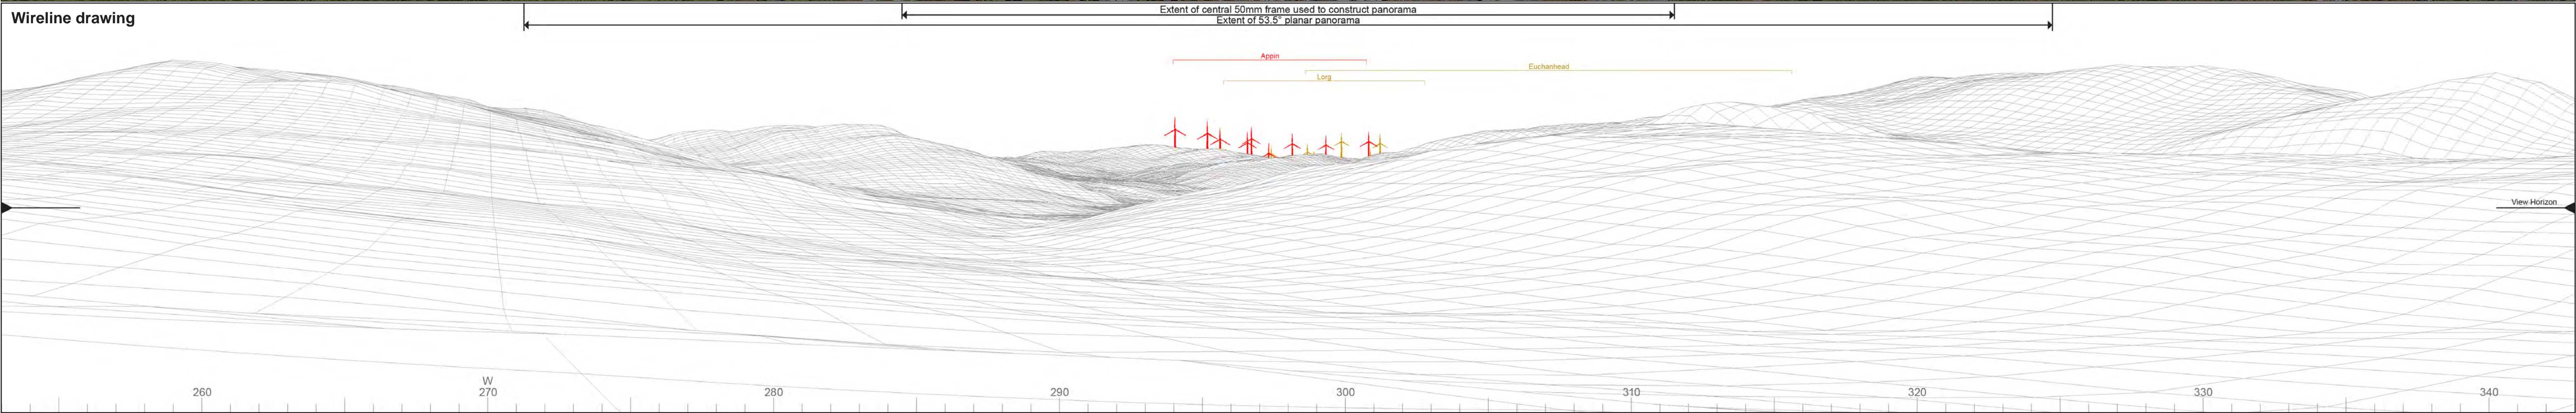 Wireline drawing
Extent of central 50mm frame used to construct panorama
Extent of 53.5° planar panorama
Appin
Euchanhead
Lorg
View Horizon
W
260 270 280 290 300 310 320 330 340